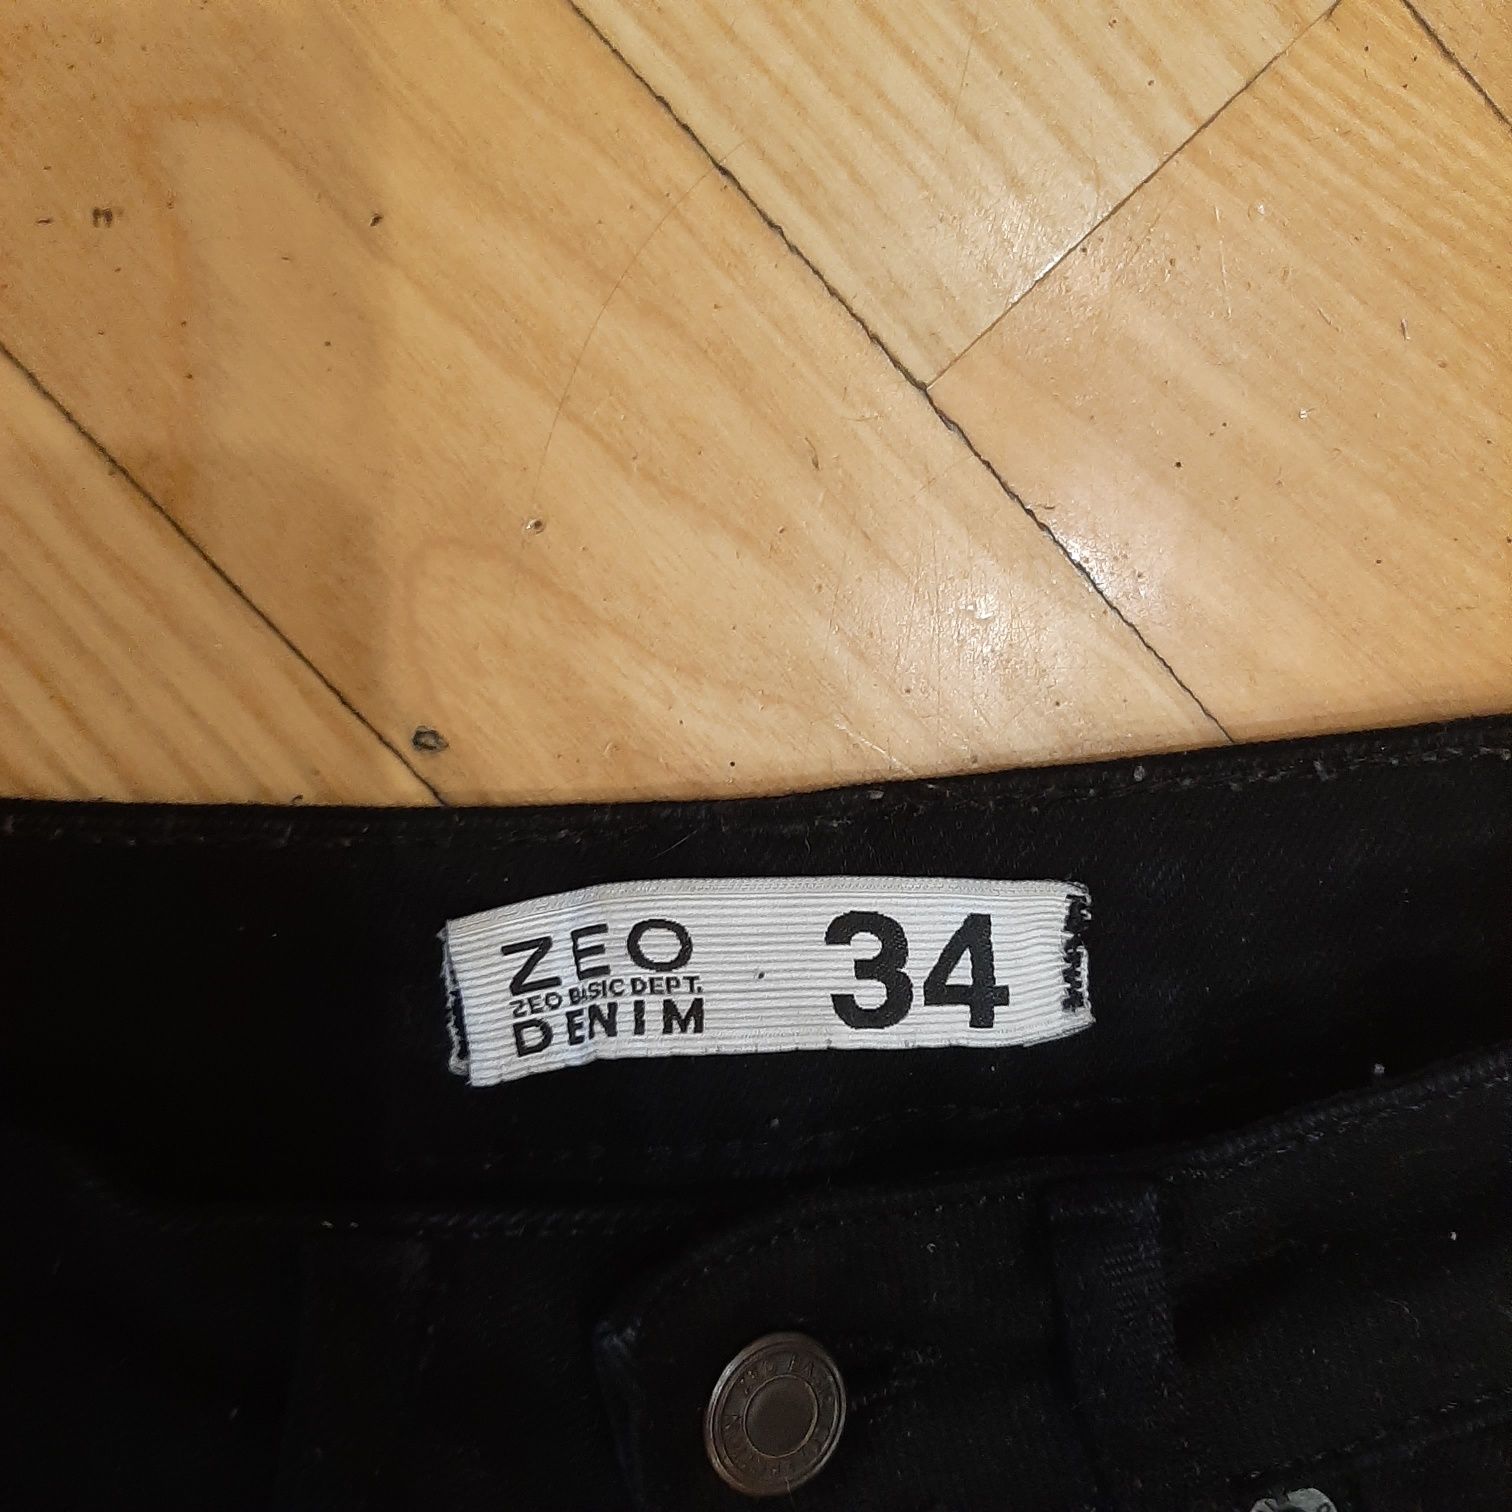 ZEO
ZEO BASIC DEPT.
DENIM
34